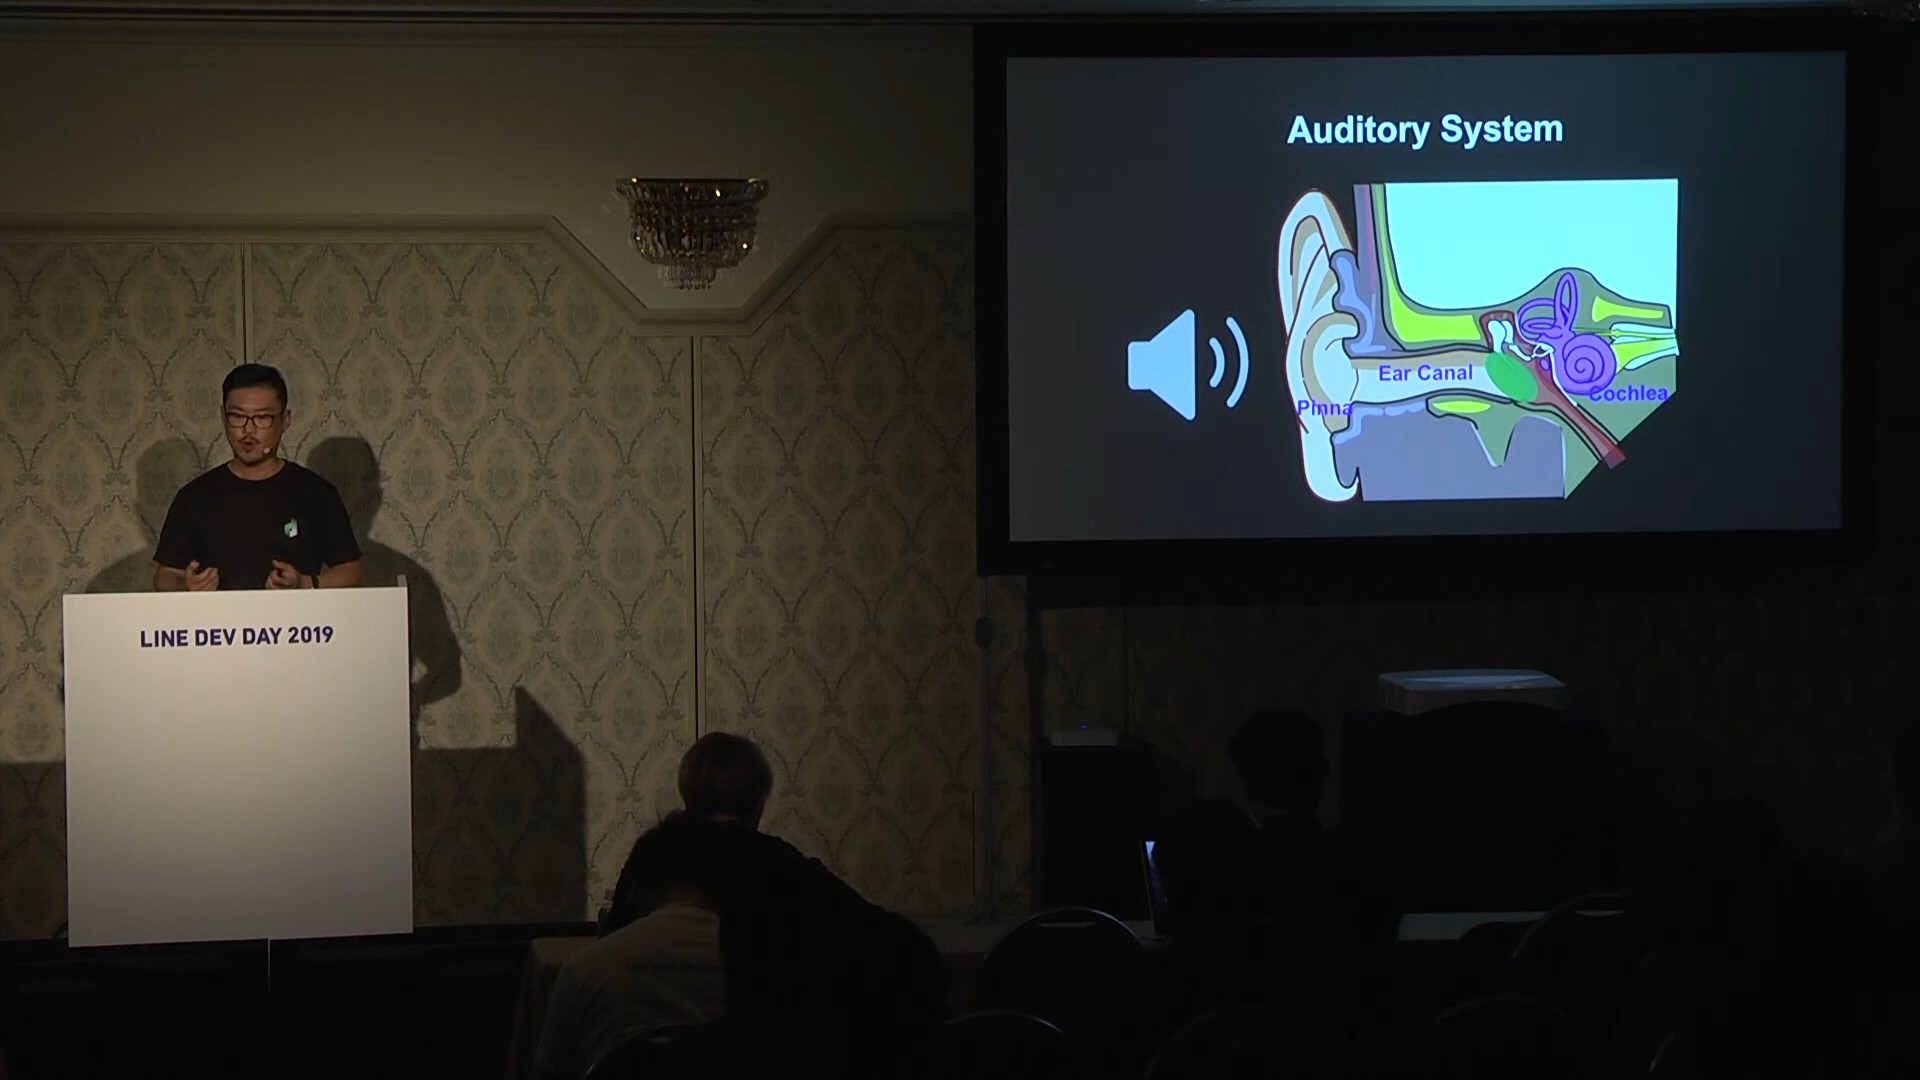 Auditory System
Ear Canal
Pinna
Cochlea
LINE DEV DAY 2019